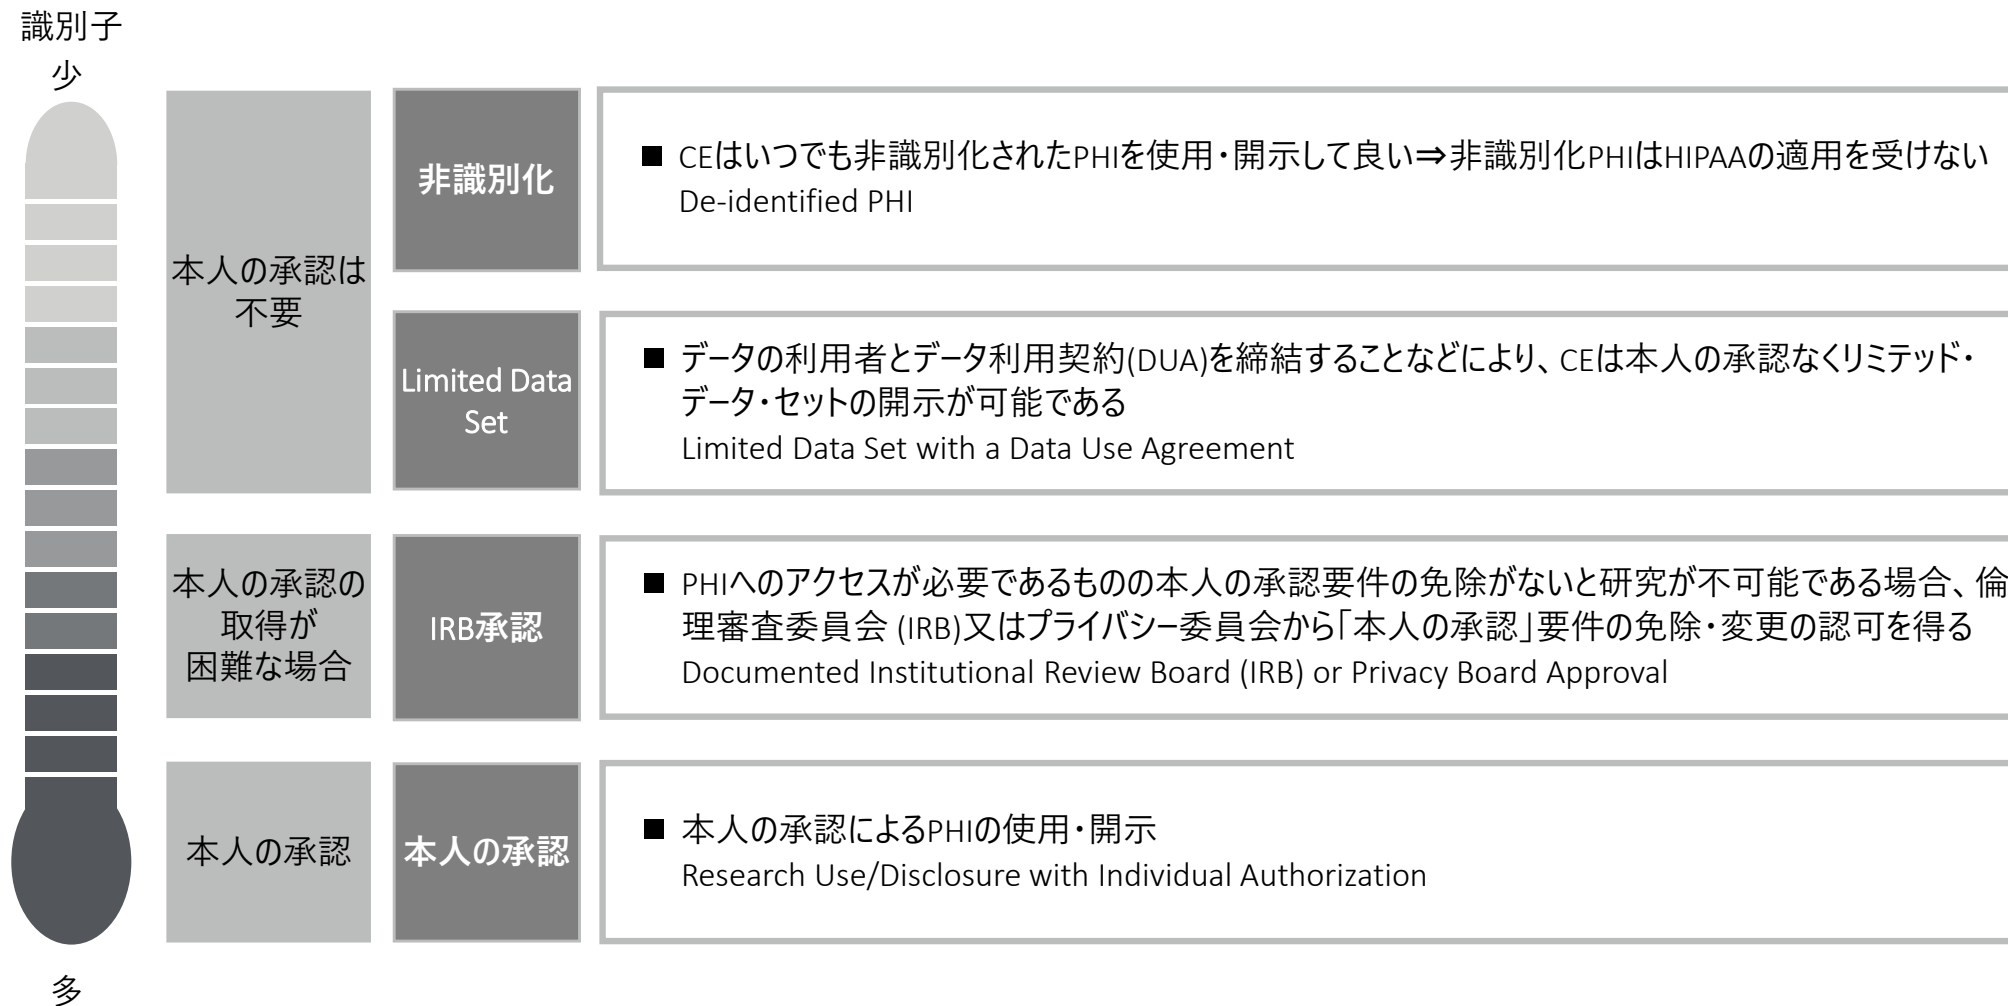 識別子
少
本人の承認は
不要
非識別化
■ CEはいつでも非識別化されたPHIを使用・開示して良い⇒非識別化PHIはHIPAAの適用を受けない
De-identified PHI
Limited Data
Set
■ データの利用者とデータ利用契約(DUA)を締結することなどにより、CEは本人の承認なくリミテッド・
データ・セットの開示が可能である
Limited Data Set with a Data Use Agreement
本人の承認の
取得が
困難な場合
IRB承認
■ PHIへのアクセスが必要であるものの本人の承認要件の免除がないと研究が不可能である場合、倫
理審査委員会 (IRB)又はプライバシー委員会から「本人の承認」要件の免除・変更の認可を得る
Documented Institutional Review Board (IRB) or Privacy Board Approval
本人の承認
本人の承認
■ 本人の承認によるPHIの使用・開示
Research Use/Disclosure with Individual Authorization
多